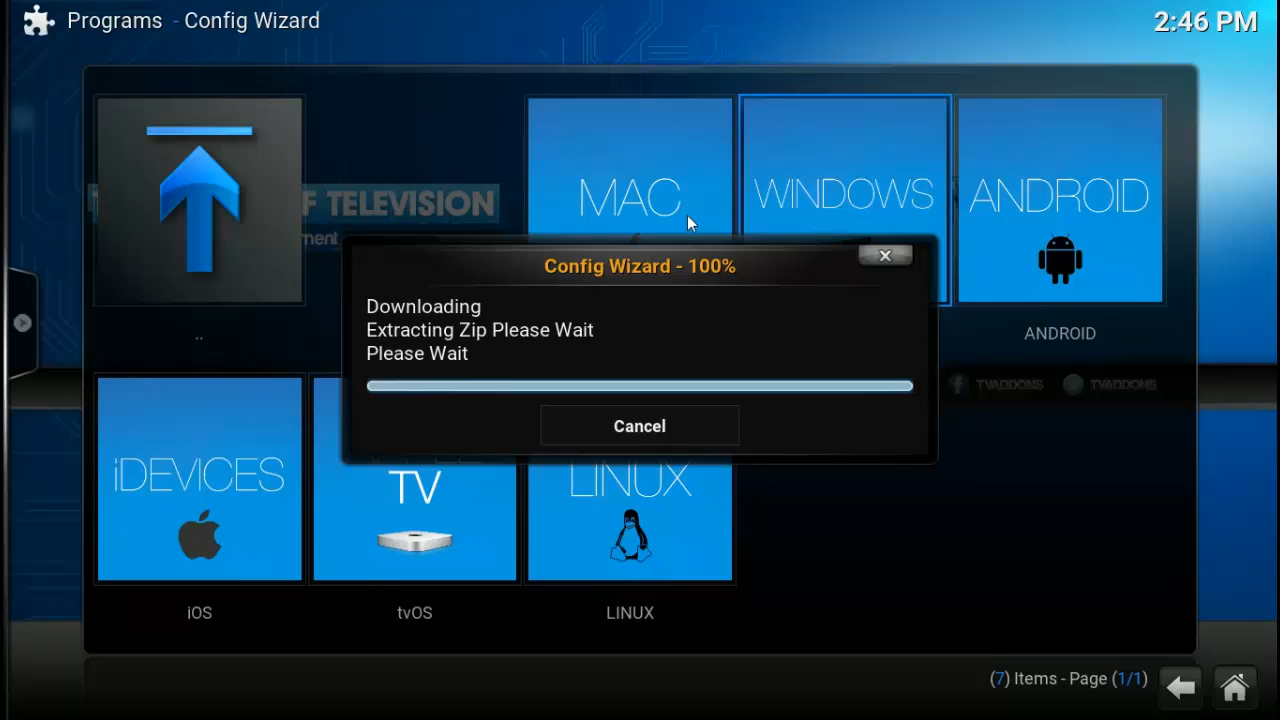 Programs - Config Wizard
2:46 PM
F TELEVISION
MAC
WINDOWS
ANDROID
Config Wizard - 100%
Downloading
Extracting Zip Please Wait
Please Wait
..
ANDROID
TVADDONS
TVADDONS
Cancel
iDEVICES
TV
LINUX
iOS
tvOS
LINUX
(7) Items - Page (1/1)